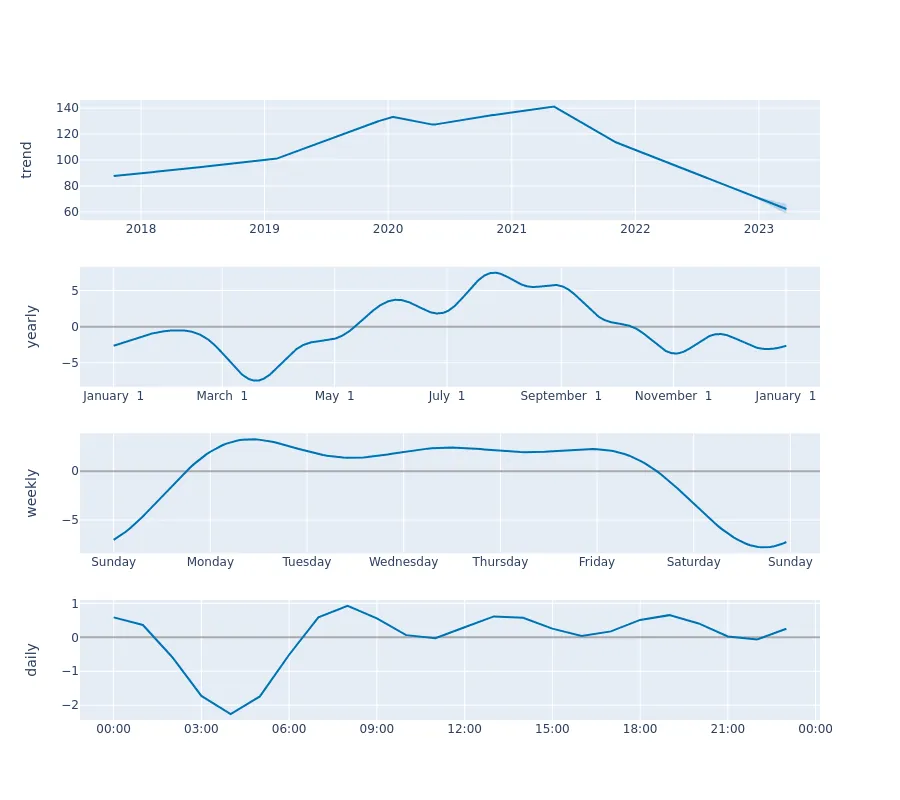 140
120
100
80
60
trend
2018 2019 2020 2021 2022 2023
5
0
−5
yearly
January 1 March 1 May 1 July 1 September 1 November 1 January 1
0
−5
weekly
Sunday Monday Tuesday Wednesday Thursday Friday Saturday Sunday
1
0
−1
−2
daily
00:00 03:00 06:00 09:00 12:00 15:00 18:00 21:00 00:00